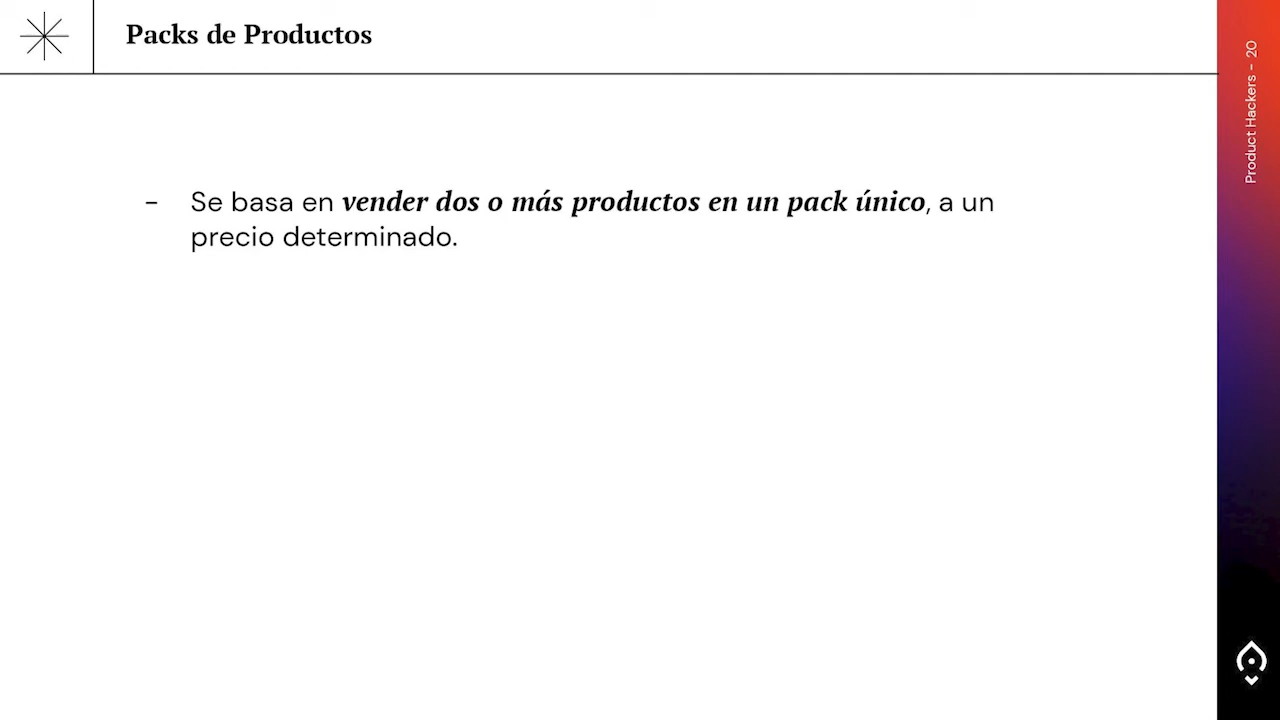 Packs de Productos
- Se basa en vender dos o más productos en un pack único, a un
precio determinado.
Product Hackers - 20